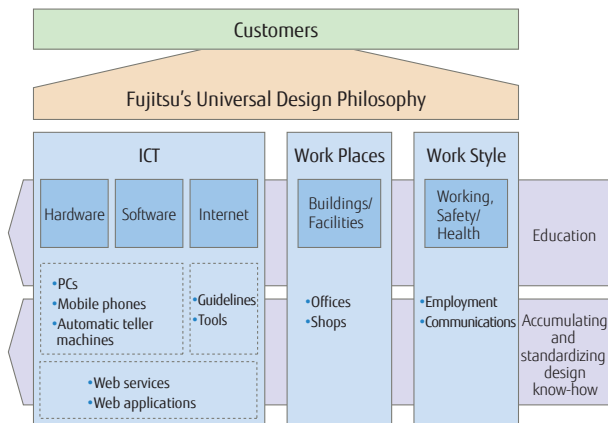 Customers
Fujitsu's Universal Design Philosophy
ICT
Work Places
Work Style
Hardware
Software
Internet
Buildings/
Facilities
Working,
Safety/
Health
Education
•PCs
•Mobile phones
•Automatic teller
machines
•Guidelines
•Tools
•Offices
•Shops
•Employment
•Communications
Accumulating
and
standardizing
design
know-how
•Web services
•Web applications